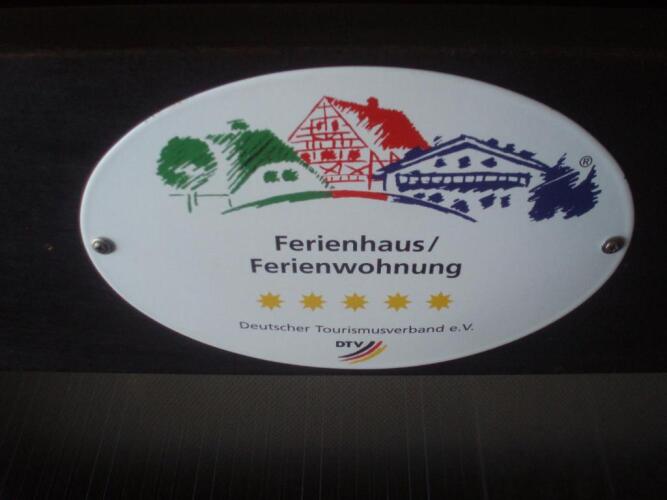 ®
Ferienhaus/
Ferienwohnung
Deutscher Tourismusverband e.V.
DTV